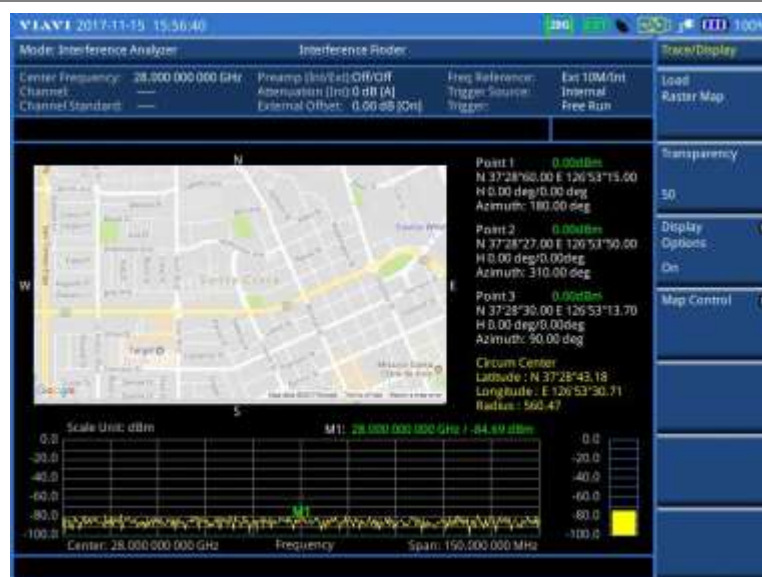 VIAVI 2017-11-15 15:56:40
100%
Mode: Interference Analyzer
Interference Finder
Trace/Display
Center Frequency: 28.000 000 000 GHz
Preamp (Int/Ext): Off/Off
Freq Reference: Ext 10M/Int
Channel: ----
Attenuation (Int): 0 dB [A]
Trigger Source: Internal
Channel Standard: ----
External Offset: 0.00 dB [On]
Trigger: Free Run
Load
Raster Map
Transparency
50
Display
Options
On
Map Control
N
W
E
S
Santa Clara
Target
Google
Point 1 0.00dBm
N 37'28"60.00 E 126'53"15.00
H 0.00 deg/0.00 deg
Azimuth: 180.00 deg
Point 2 0.00dBm
N 37'28"27.00 E 126'53"50.00
H 0.00 deg/0.00 deg
Azimuth: 310.00 deg
Point 3 0.00dBm
N 37'28"30.00 E 126'53"13.70
H 0.00 deg/0.00deg
Azimuth: 90.00 deg
Circum Center
Latitude : N 37'28"43.18
Longitude : E 126'53"30.71
Radius : 560.47
Scale Unit: dBm
M1: 28.000 000 000 GHz / -84.69 dBm
0.0
-20.0
-40.0
-60.0
-80.0
-100.0
M1
0.0
-20.0
-40.0
-60.0
-80.0
-100.0
Center: 28.000 000 000 GHz
Frequency
Span: 150.000 000 MHz